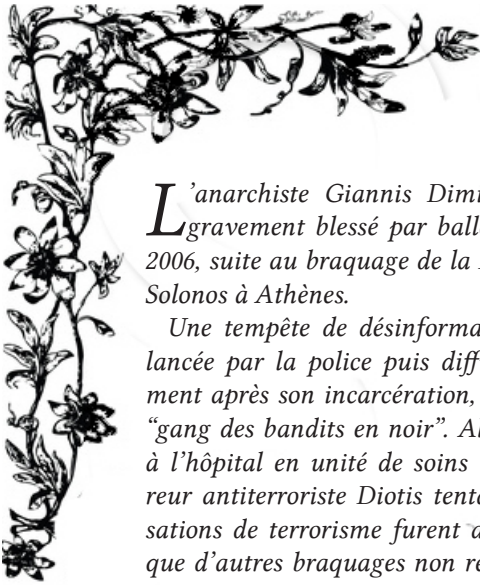 L'anarchiste Giannis Dim
gravement blessé par ball
2006, suite au braquage de la
Solonos à Athènes.
Une tempête de désinforma
lancée par la police puis diff
ment après son incarcération,
“gang des bandits en noir”. Al
à l’hôpital en unité de soins
reur antiterroriste Diotis tent
sations de terrorisme furent
que d’autres braquages non re